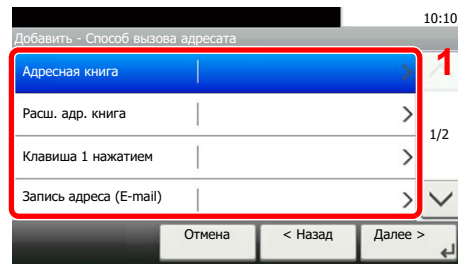 10:10
Добавить - Способ вызова адресата
Адресная книга
1
Расш. адр. книга
1/2
Клавиша 1 нажатием
Запись адреса (E-mail)
Отмена
< Назад
Далее >